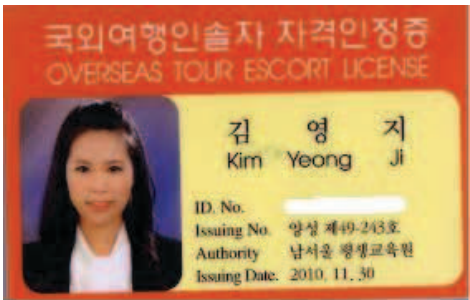 국외여행인솔자 자격인정증
OVERSEAS TOUR ESCORT LICENSE
김 영 지
Kim Yeong Ji
ID. No.
Issuing No. 양성 제49-243호
Authority 남서울 평생교육원
Issuing Date. 2010. 11. 30